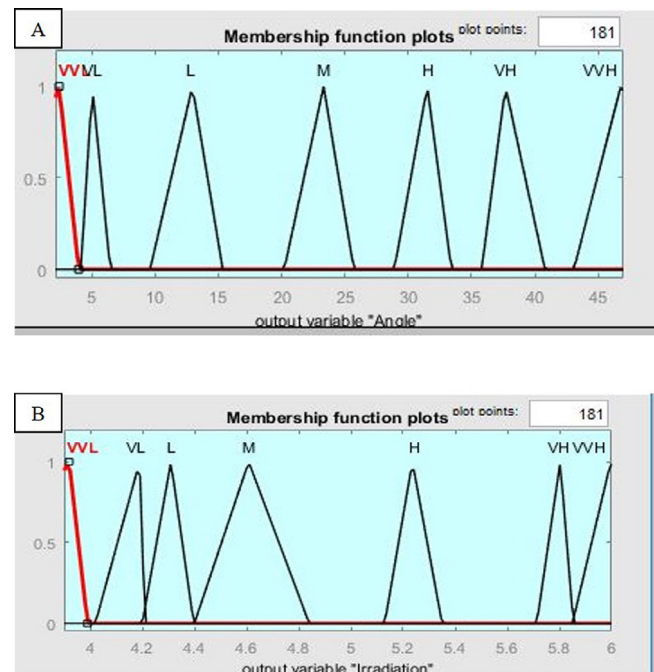 A
Membership function plots plot points: 181
VVL VL L M H VH VVH
1
0.5
0
5 10 15 20 25 30 35 40 45
output variable "Angle"
B
Membership function plots plot points: 181
VVL VL L M H VH VVH
1
0.5
0
4 4.2 4.4 4.6 4.8 5 5.2 5.4 5.6 5.8 6
output variable "Irradiation"